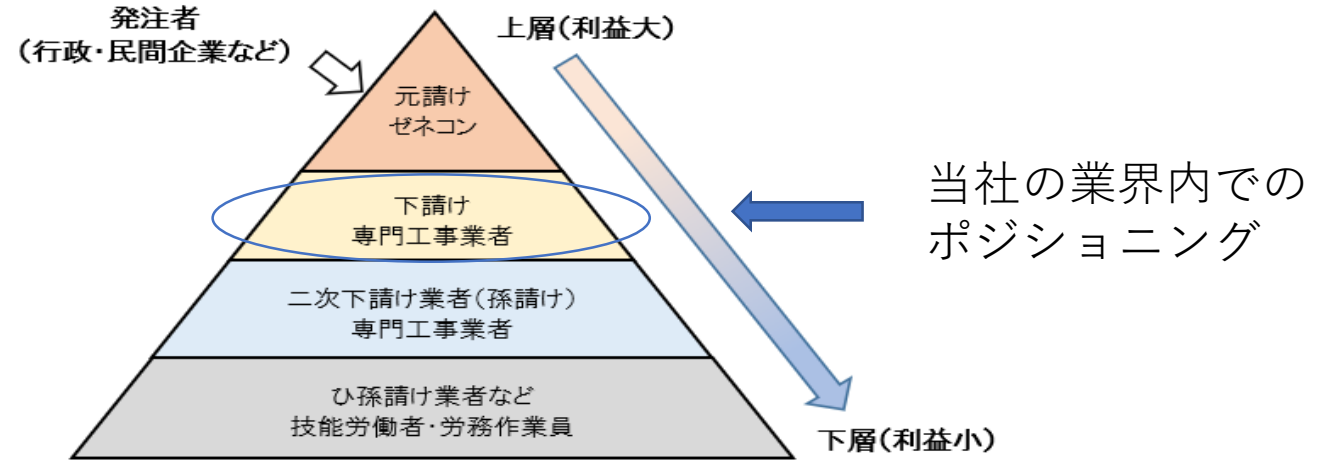 発注者
(行政・民間企業など)
上層(利益大)
元請け
ゼネコン
下請け
専門工事業者
当社の業界内での
ポジショニング
二次下請け業者(孫請け)
専門工事業者
ひ孫請け業者など
技能労働者・労務作業員
下層(利益小)